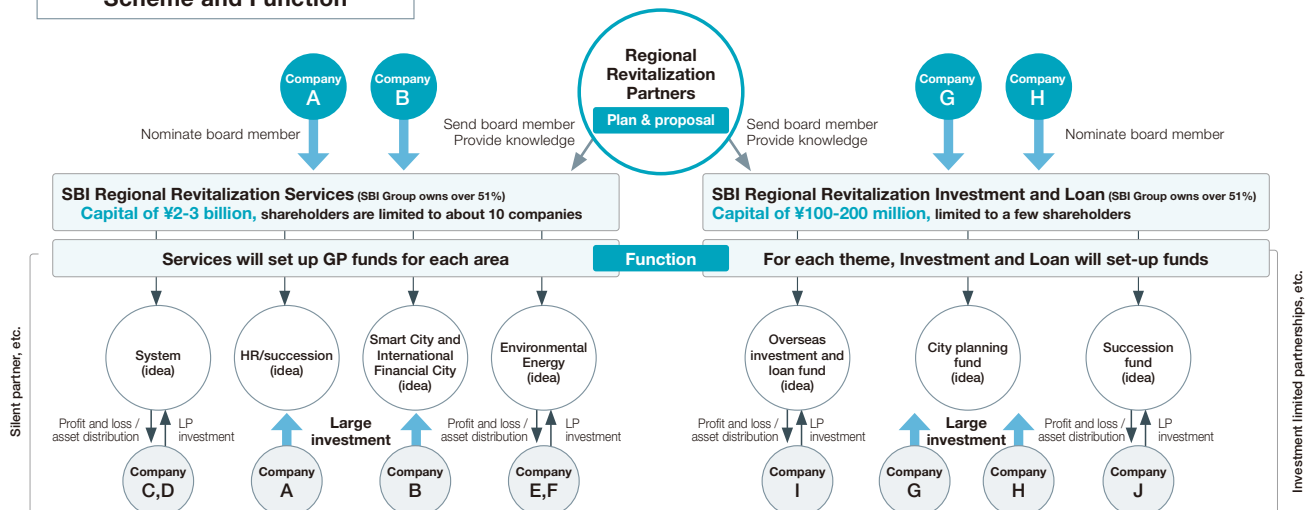 Scheme and Function
Regional
Revitalization
Partners
Plan & proposal
Company
A
Company
B
Company
G
Company
H
Nominate board member
Send board member
Provide knowledge
Send board member
Provide knowledge
Nominate board member
SBI Regional Revitalization Services (SBI Group owns over 51%)
Capital of ¥2-3 billion, shareholders are limited to about 10 companies
SBI Regional Revitalization Investment and Loan (SBI Group owns over 51%)
Capital of ¥100-200 million, limited to a few shareholders
Services will set up GP funds for each area
Function
For each theme, Investment and Loan will set-up funds
Silent partner, etc.
System
(idea)
HR/succession
(idea)
Smart City and
International
Financial City
(idea)
Environmental
Energy
(idea)
Overseas
investment and
loan fund
(idea)
City planning
fund
(idea)
Succession
fund
(idea)
Investment limited partnerships, etc.
Profit and loss /
asset distribution
LP
investment
Large
investment
Profit and loss /
asset distribution
LP
investment
Profit and loss /
asset distribution
LP
investment
Large
investment
Profit and loss /
asset distribution
LP
investment
Company
C,D
Company
A
Company
B
Company
E,F
Company
I
Company
G
Company
H
Company
J